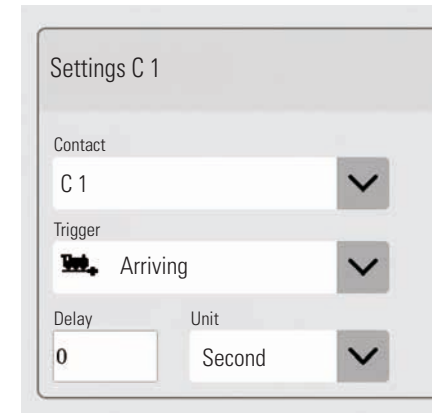 Settings C 1
Contact
C 1
Trigger
Arriving
Delay Unit
0 Second